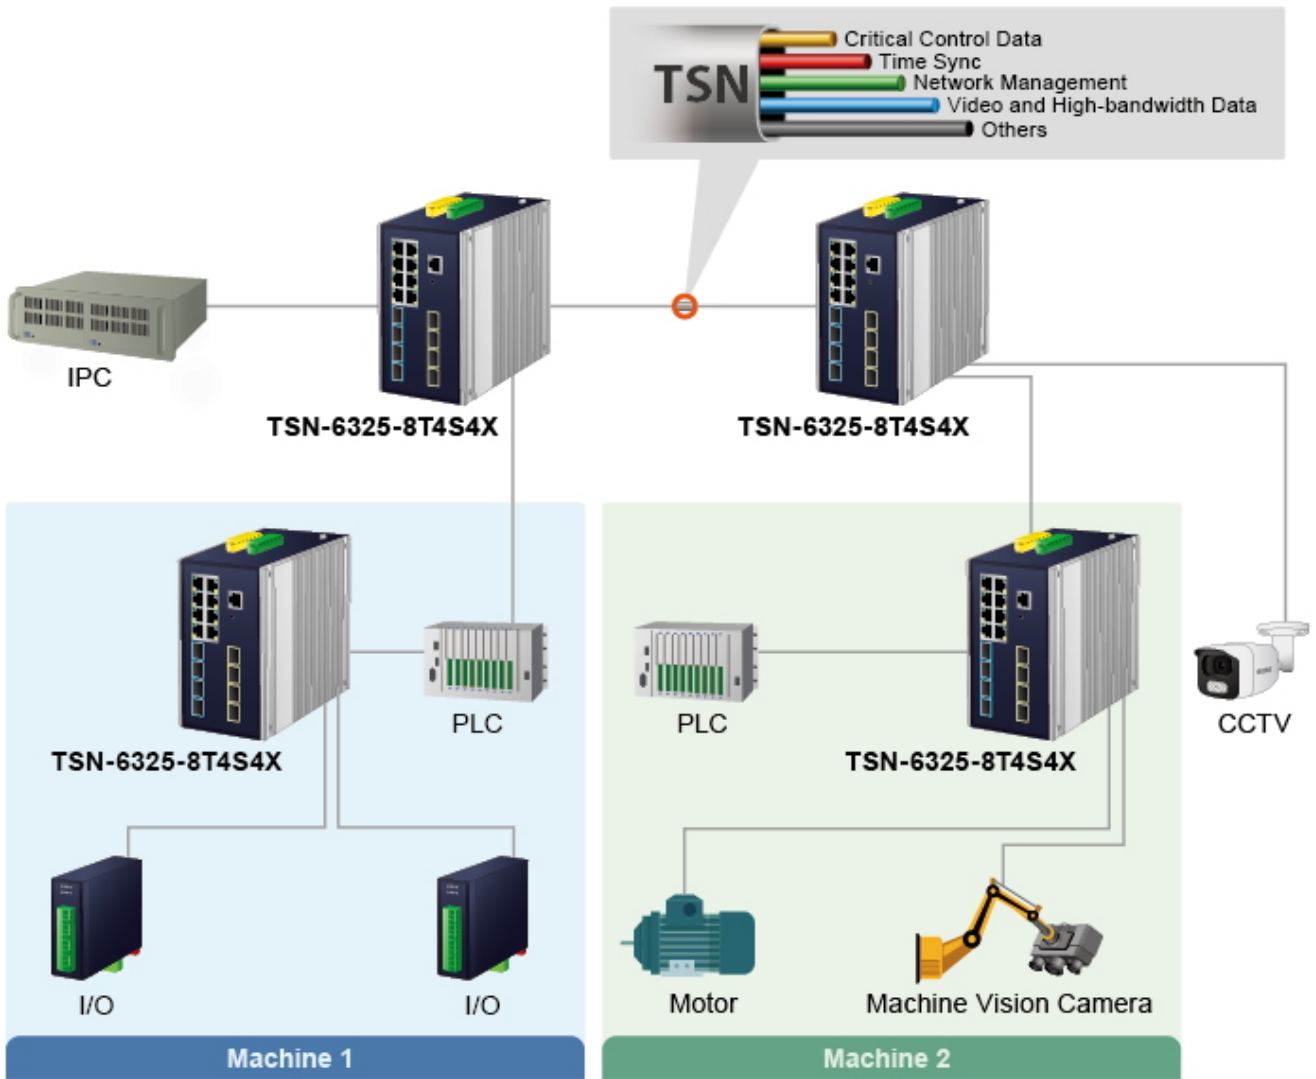 TSN
Critical Control Data
Time Sync
Network Management
Video and High-bandwidth Data
Others
IPC
TSN-6325-8T4S4X
TSN-6325-8T4S4X
PLC
PLC
CCTV
TSN-6325-8T4S4X
TSN-6325-8T4S4X
I/O
I/O
Motor
Machine Vision Camera
Machine 1
Machine 2